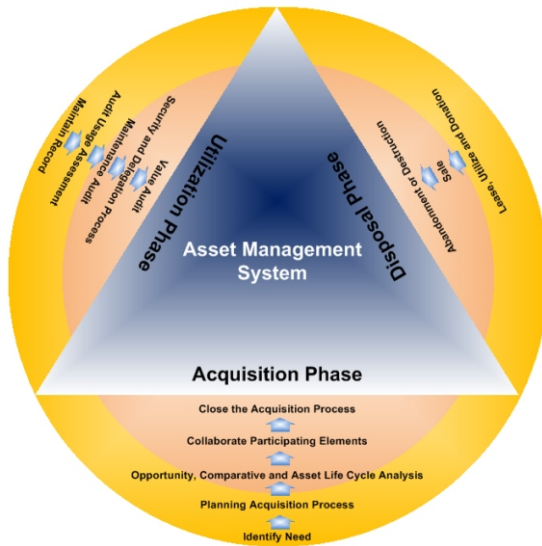 Maintain Record
Audit Usage Assessment
Maintenance Audit
Security and Delegation Process
Value Audit
Utilization Phase
Lease, Utilize and Donation
Sale
Abandonment or Destruction
Disposal Phase
Asset Management
System
Acquisition Phase
Close the Acquisition Process
Collaborate Participating Elements
Opportunity, Comparative and Asset Life Cycle Analysis
Planning Acquisition Process
Identify Need